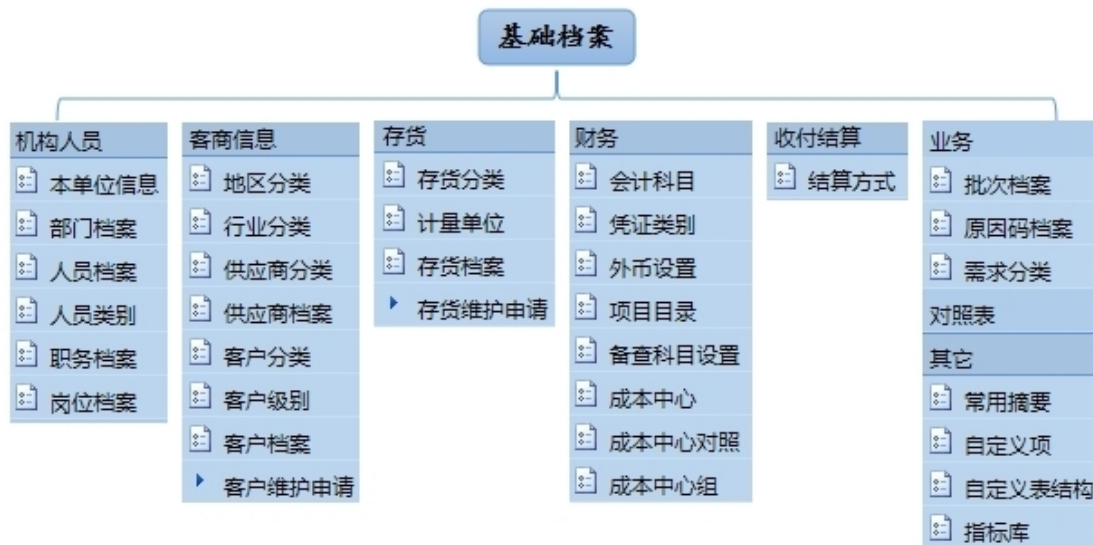 基础档案
机构人员
本单位信息
部门档案
人员档案
人员类别
职务档案
岗位档案
客商信息
地区分类
行业分类
供应商分类
供应商档案
客户分类
客户级别
客户档案
客户维护申请
存货
存货分类
计量单位
存货档案
存货维护申请
财务
会计科目
凭证类别
外币设置
项目目录
备查科目设置
成本中心
成本中心对照
成本中心组
收付结算
结算方式
业务
批次档案
原因码档案
需求分类
对照表
其它
常用摘要
自定义项
自定义表结构
指标库